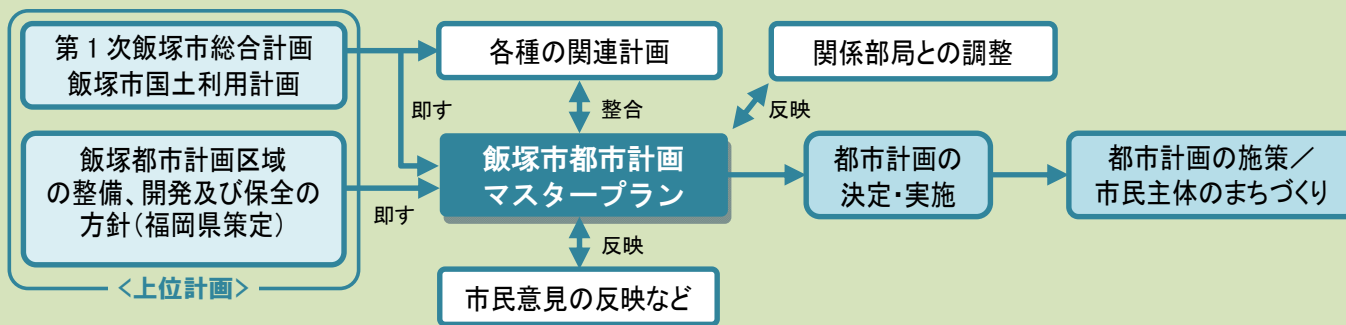 第1次飯塚市総合計画
飯塚市国土利用計画
飯塚都市計画区域
の整備、開発及び保全の
方針(福岡県策定)
<上位計画>
即す
即す
各種の関連計画
整合
飯塚市都市計画
マスタープラン
反映
市民意見の反映など
関係部局との調整
反映
都市計画の
決定・実施
都市計画の施策／
市民主体のまちづくり